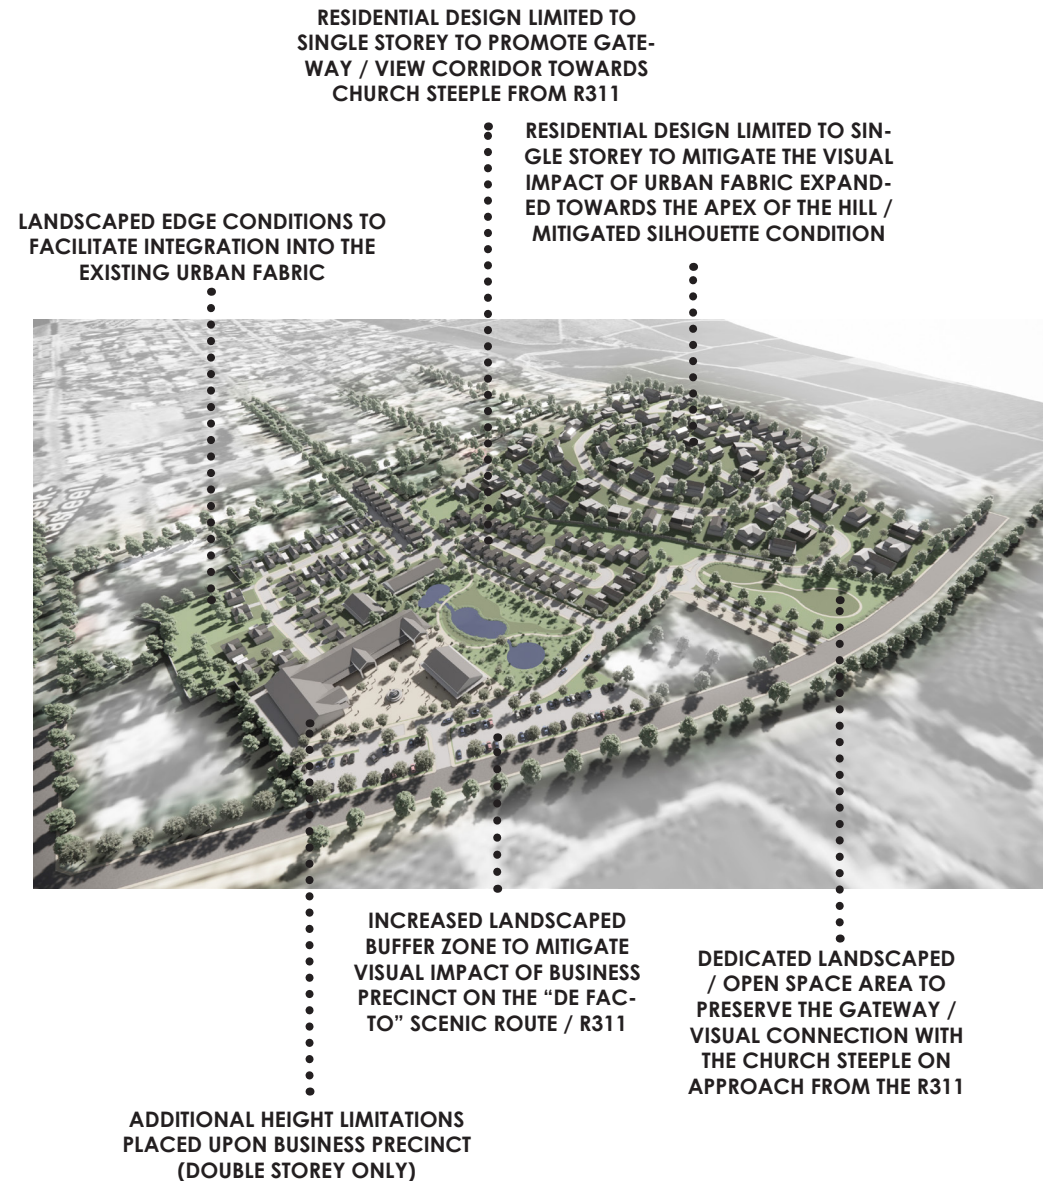 RESIDENTIAL DESIGN LIMITED TO
SINGLE STOREY TO PROMOTE GATE-
WAY / VIEW CORRIDOR TOWARDS
CHURCH STEEPLE FROM R311
RESIDENTIAL DESIGN LIMITED TO SIN-
GLE STOREY TO MITIGATE THE VISUAL
IMPACT OF URBAN FABRIC EXPAND-
ED TOWARDS THE APEX OF THE HILL /
MITIGATED SILHOUETTE CONDITION
LANDSCAPED EDGE CONDITIONS TO
FACILITATE INTEGRATION INTO THE
EXISTING URBAN FABRIC
INCREASED LANDSCAPED
BUFFER ZONE TO MITIGATE
VISUAL IMPACT OF BUSINESS
PRECINCT ON THE “DE FAC-
TO” SCENIC ROUTE / R311
DEDICATED LANDSCAPED
/ OPEN SPACE AREA TO
PRESERVE THE GATEWAY /
VISUAL CONNECTION WITH
THE CHURCH STEEPLE ON
APPROACH FROM THE R311
ADDITIONAL HEIGHT LIMITATIONS
PLACED UPON BUSINESS PRECINCT
(DOUBLE STOREY ONLY)